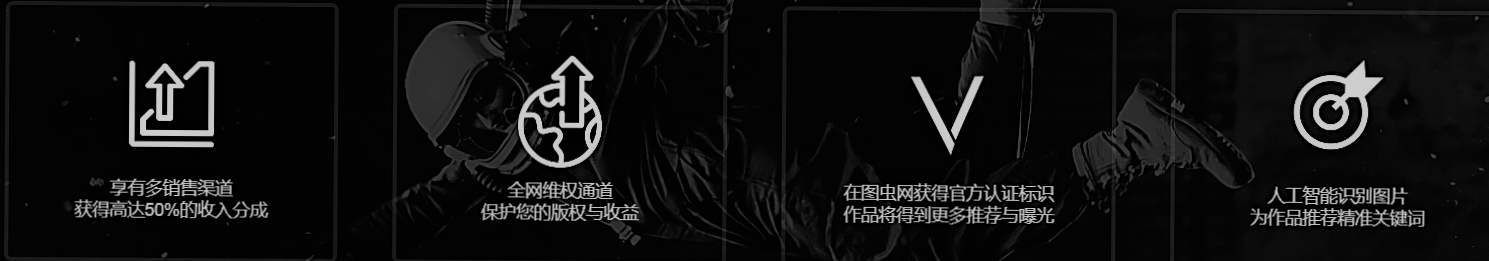 享有多销售渠道
获得高达50%的收入分成
全网维权通道
保护您的版权与收益
在图虫网获得官方认证标识
作品将得到更多推荐与曝光
人工智能识别图片
为作品推荐精准关键词